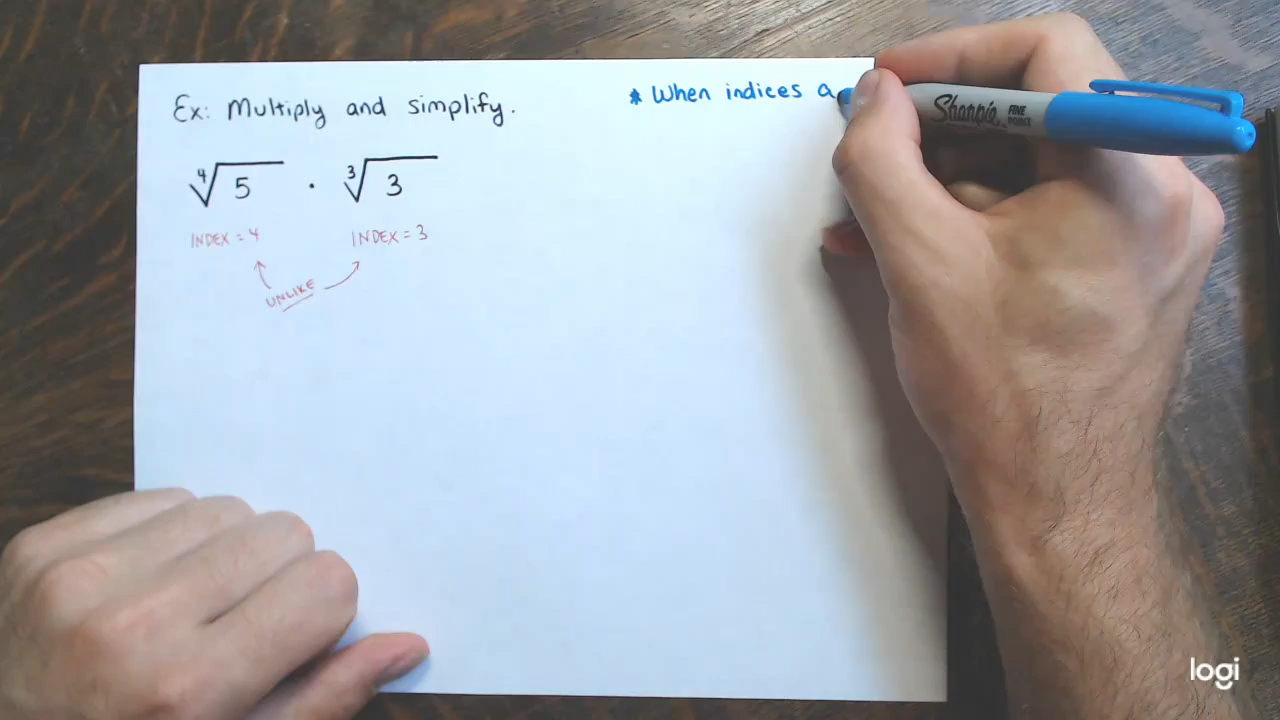 Ex: Multiply and simplify.
* When indices a
⁴√5 · ³√3
INDEX = 4 INDEX = 3
UNLIKE
Sharpie FINE POINT
logi